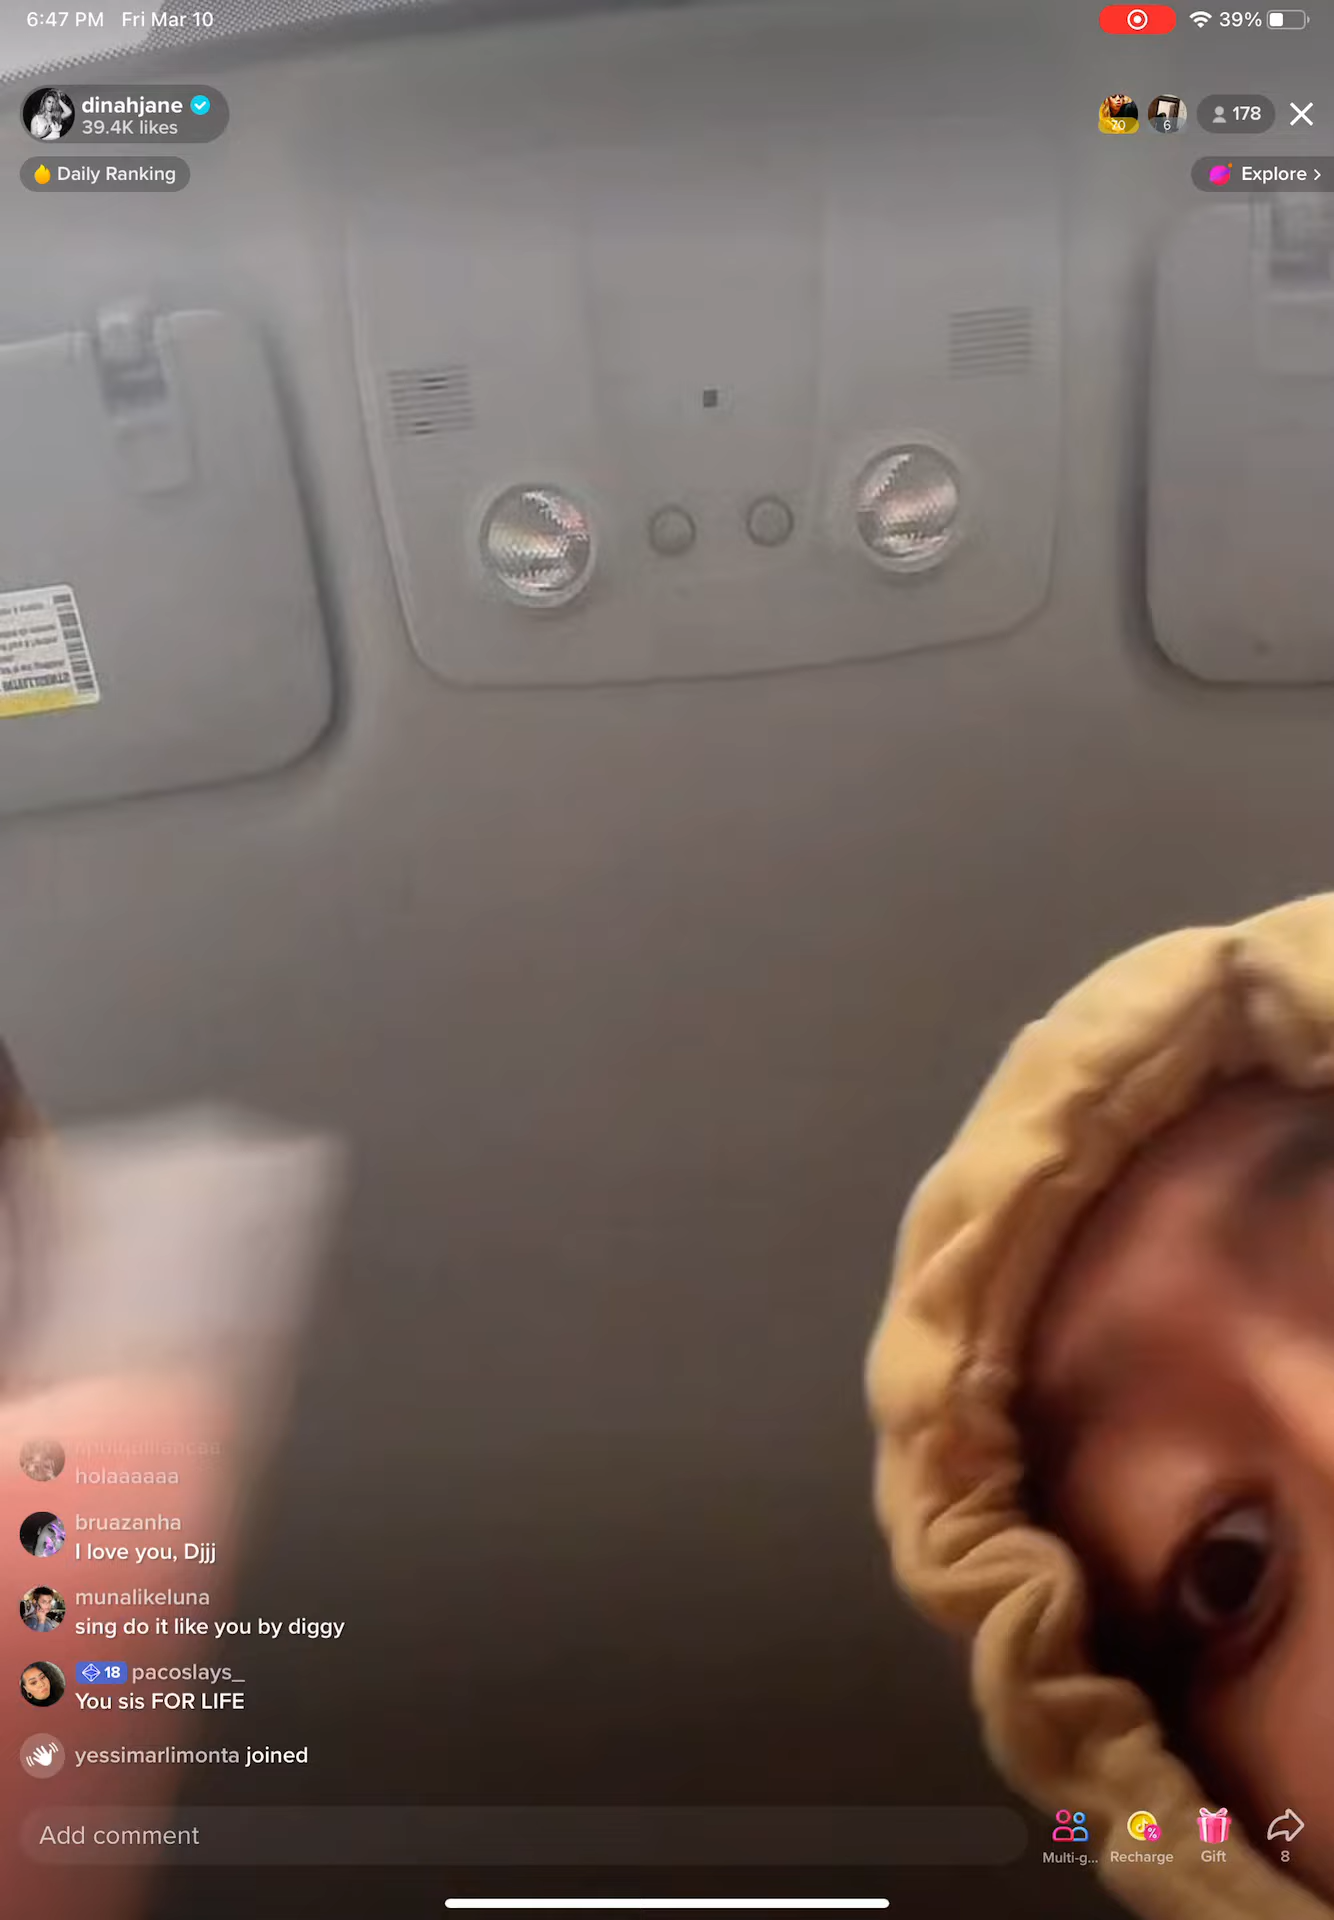 6:47 PM Fri Mar 10
39%
dinahjane
39.4K likes
70
6
178
Daily Ranking
Explore
holaaaaaa
bruazanha
I love you, Djjj
munalikeluna
sing do it like you by diggy
18 pacoslays_
You sis FOR LIFE
yessimarlimonta joined
Add comment
Multi-g...
Recharge
Gift
8